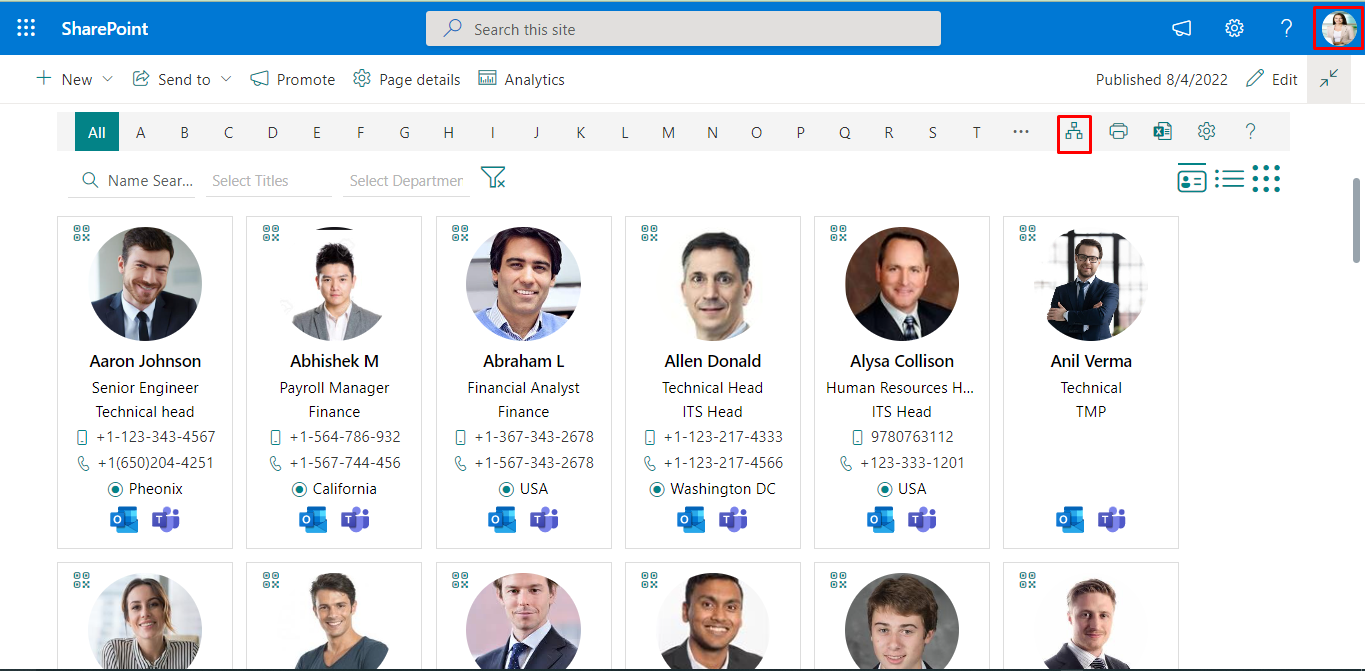 SharePoint
Search this site
?
New Send to Promote Page details Analytics Published 8/4/2022 Edit
All A B C D E F G H I J K L M N O P Q R S T ... ?
Name Sear... Select Titles Select Departmer
Aaron Johnson
Senior Engineer
Technical head
+1-123-343-4567
+1(650)204-4251
Pheonix
Abhishek M
Payroll Manager
Finance
+1-564-786-932
+1-567-744-456
California
Abraham L
Financial Analyst
Finance
+1-367-343-2678
+1-567-343-2678
USA
Allen Donald
Technical Head
ITS Head
+1-123-217-4333
+1-123-217-4566
Washington DC
Alysa Collison
Human Resources H...
ITS Head
9780763112
+123-333-1201
USA
Anil Verma
Technical
TMP